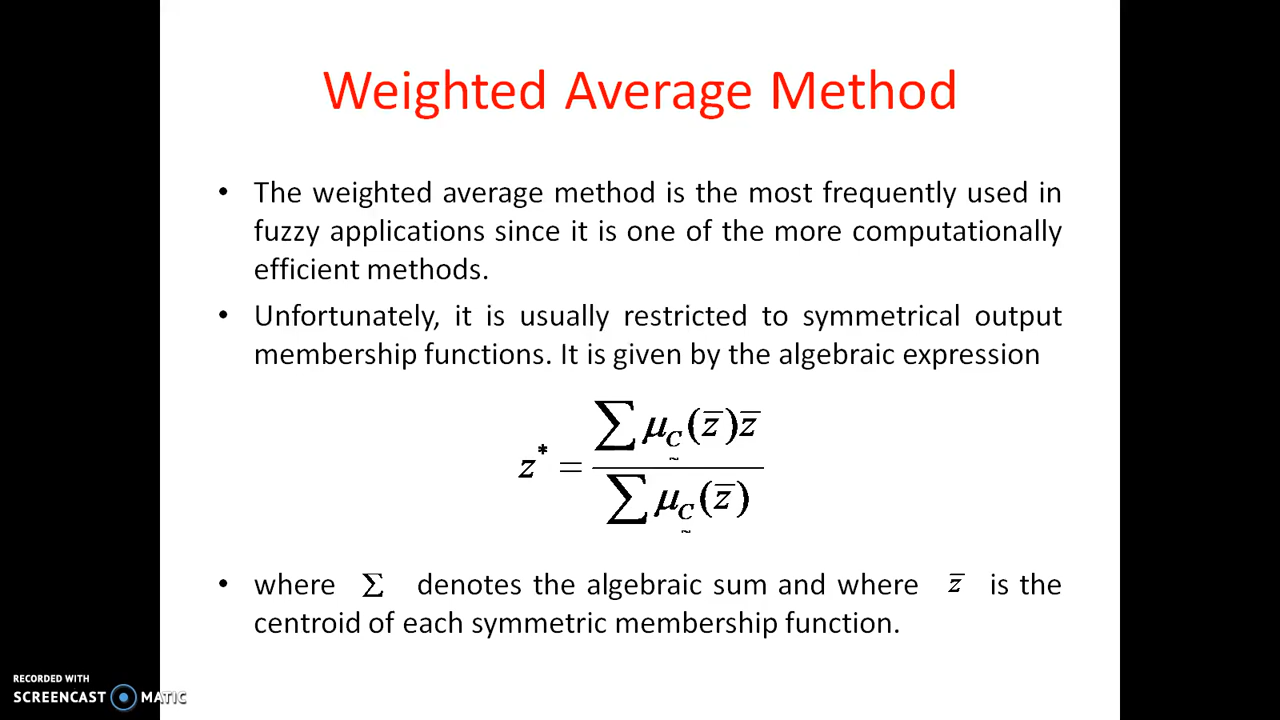 Weighted Average Method
• The weighted average method is the most frequently used in
fuzzy applications since it is one of the more computationally
efficient methods.
• Unfortunately, it is usually restricted to symmetrical output
membership functions. It is given by the algebraic expression
z* = ∑ μ_C̰(z̅)z̅ / ∑ μ_C̰(z̅)
• where Σ denotes the algebraic sum and where z̅ is the
centroid of each symmetric membership function.
RECORDED WITH
SCREENCAST MATIC